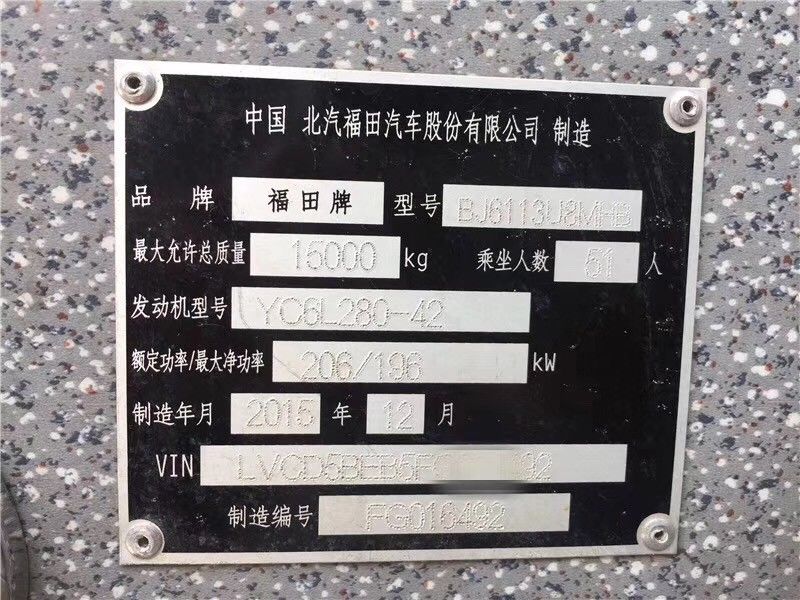 中国 北汽福田汽车股份有限公司 制造
品 牌 福田牌 型号 BJ6113U8MHB
最大允许总质量 15000 kg 乘坐人数 51 人
发动机型号 YC6L280-42
额定功率/最大净功率 206/196 kW
制造年月 2015 年 12 月
VIN LVCD5BEB5F 92
制造编号 FG016492